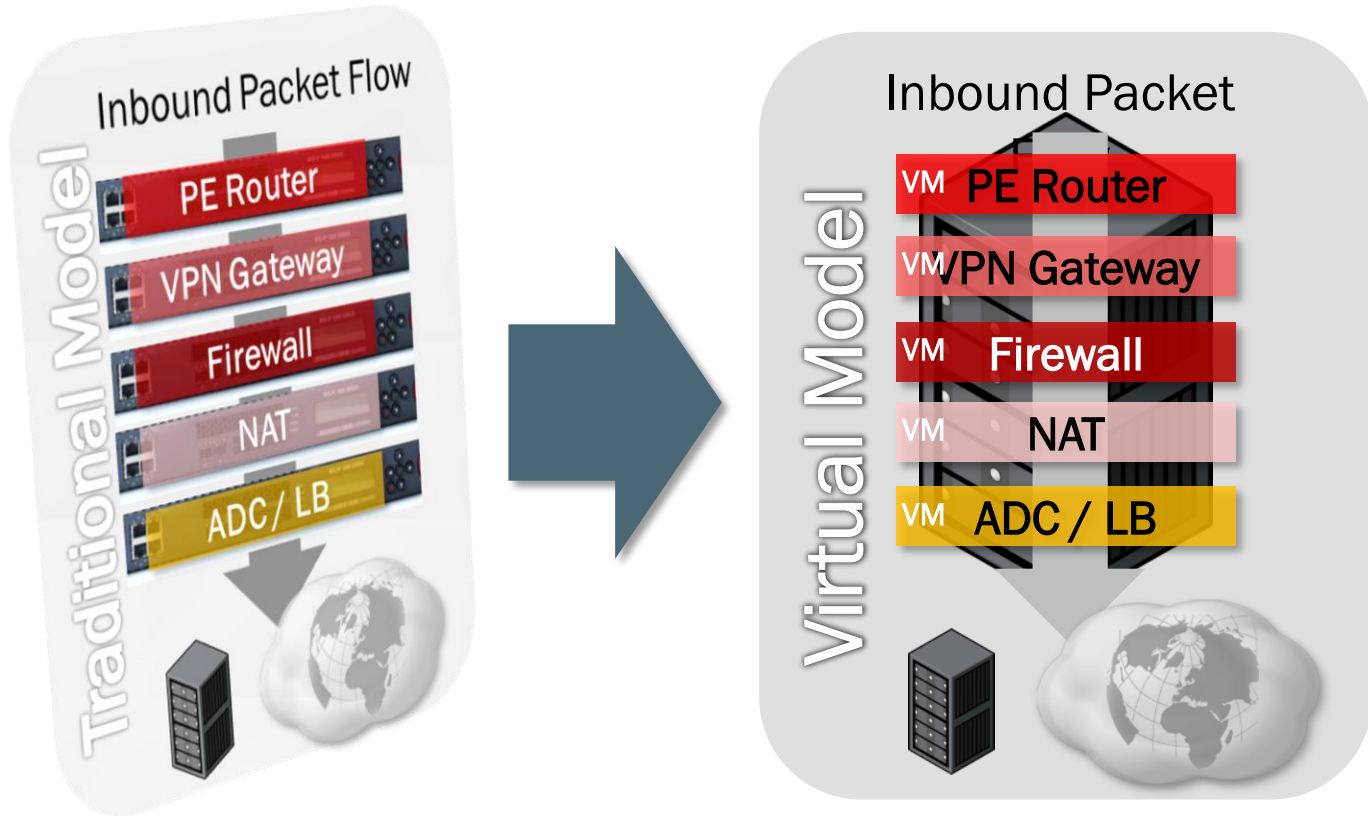 Inbound Packet Flow
Traditional Model
PE Router
VPN Gateway
Firewall
NAT
ADC / LB
Inbound Packet
Virtual Model
VM PE Router
VM VPN Gateway
VM Firewall
VM NAT
VM ADC / LB